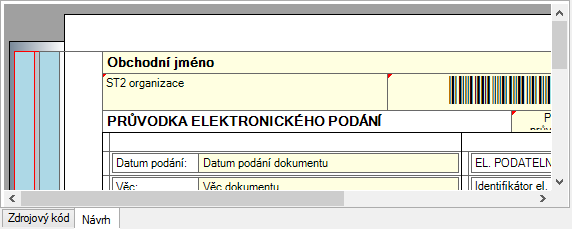 Obchodní jméno
ST2 organizace
PRŮVODKA ELEKTRONICKÉHO PODÁNÍ
Datum podání: Datum podání dokumentu
EL. PODATELN
Věc: Věc dokumentu
Identifikátor el.
Zdrojový kód Návrh